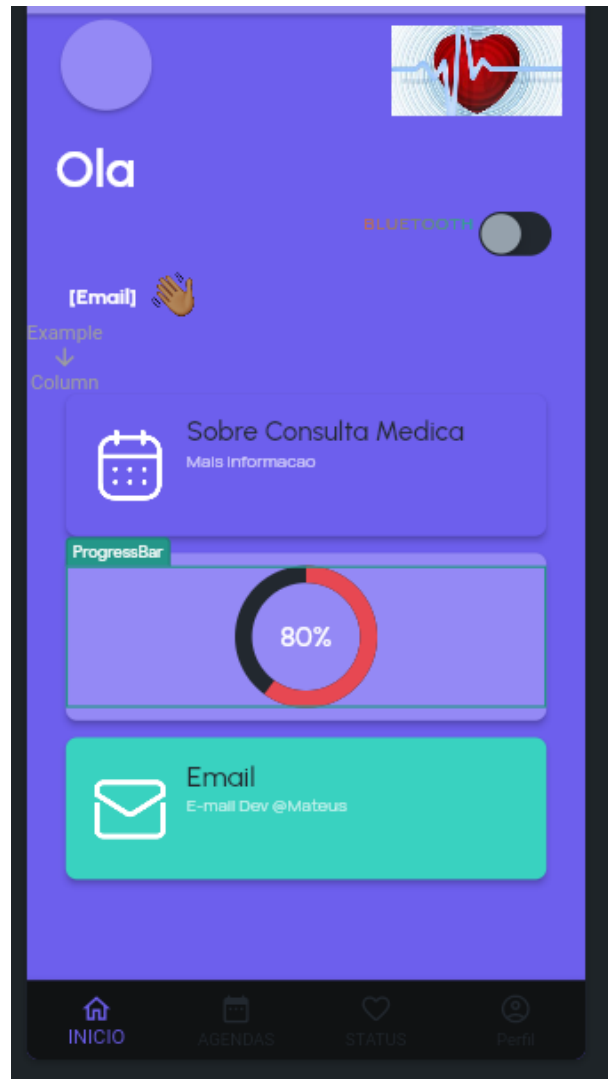 Ola
BLUETOOTH
[Email]
Example
Column
Sobre Consulta Medica
Mais informacao
ProgressBar
80%
Email
E-mail Dev @Mateus
INICIO
AGENDAS
STATUS
Perfil